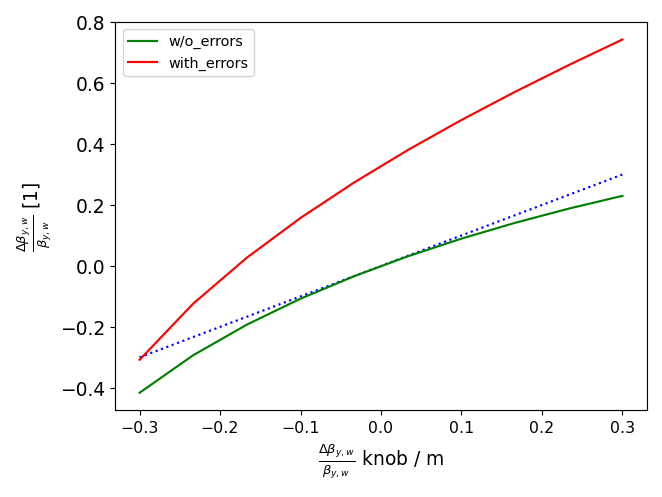 0.8
0.6
0.4
0.2
0.0
−0.2
−0.4
Δβy,w/βy,w [1]
w/o_errors
with_errors
−0.3 −0.2 −0.1 0.0 0.1 0.2 0.3
Δβy,w/βy,w knob / m